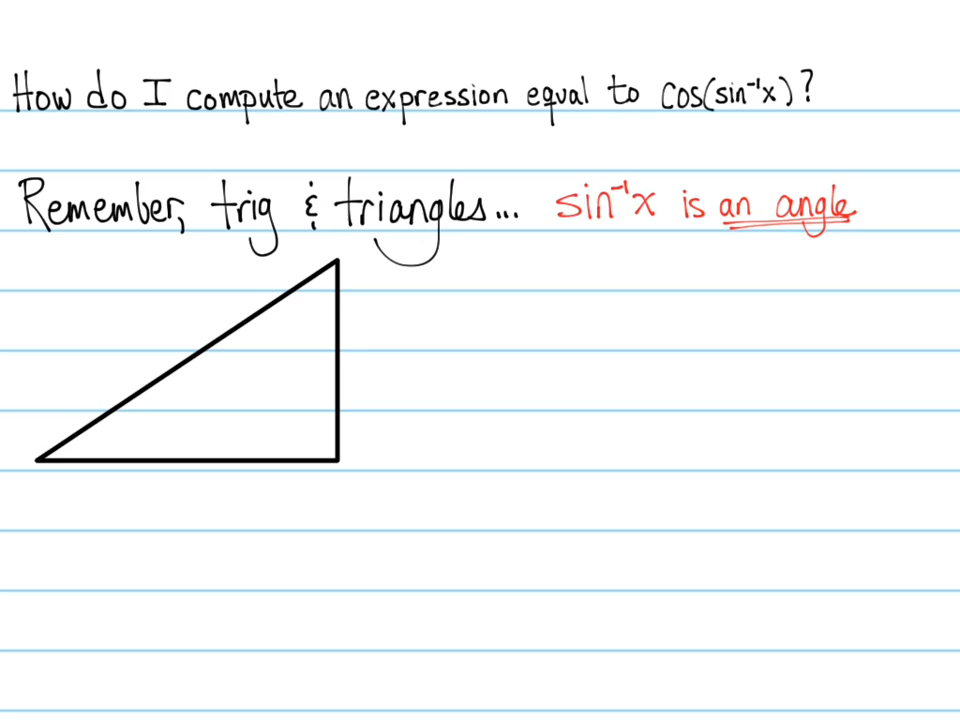 How do I compute an expression equal to cos(sin⁻¹x)?
Remember, trig & triangles... sin⁻¹x is an angle